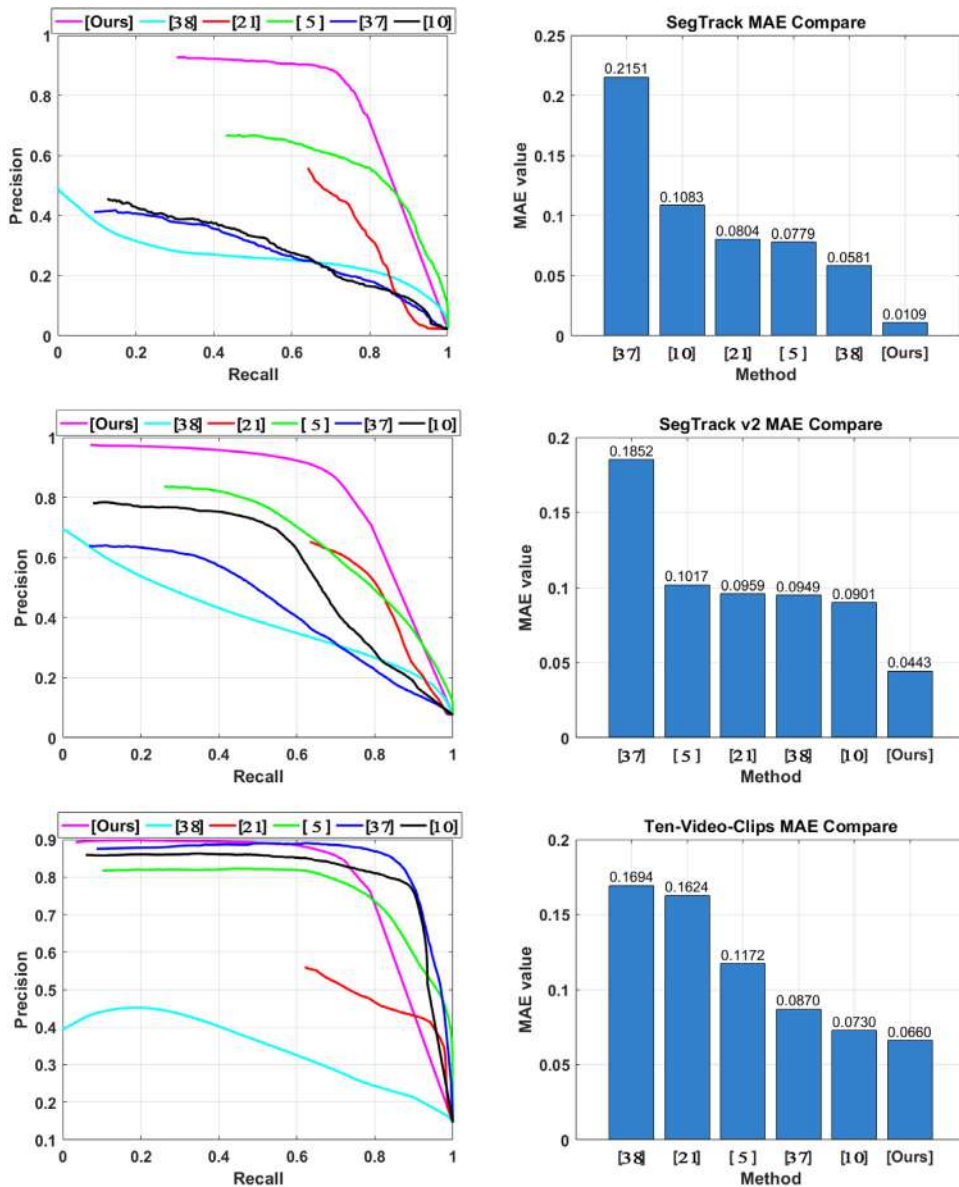 [Ours] [38] [21] [ 5 ] [37] [10]
1
0.8
0.6
0.4
0.2
0
Precision
0 0.2 0.4 0.6 0.8 1
Recall
SegTrack MAE Compare
0.25
0.2
0.15
0.1
0.05
0
MAE value
0.2151
0.1083
0.0804
0.0779
0.0581
0.0109
[37] [10] [21] [ 5 ] [38] [Ours]
Method
[Ours] [38] [21] [ 5 ] [37] [10]
1
0.8
0.6
0.4
0.2
0
Precision
0 0.2 0.4 0.6 0.8 1
Recall
SegTrack v2 MAE Compare
0.2
0.15
0.1
0.05
0
MAE value
0.1852
0.1017
0.0959
0.0949
0.0901
0.0443
[37] [ 5 ] [21] [38] [10] [Ours]
Method
[Ours] [38] [21] [ 5 ] [37] [10]
0.9
0.8
0.7
0.6
0.5
0.4
0.3
0.2
0.1
Precision
0 0.2 0.4 0.6 0.8 1
Recall
Ten-Video-Clips MAE Compare
0.2
0.15
0.1
0.05
0
MAE value
0.1694
0.1624
0.1172
0.0870
0.0730
0.0660
[38] [21] [ 5 ] [37] [10] [Ours]
Method